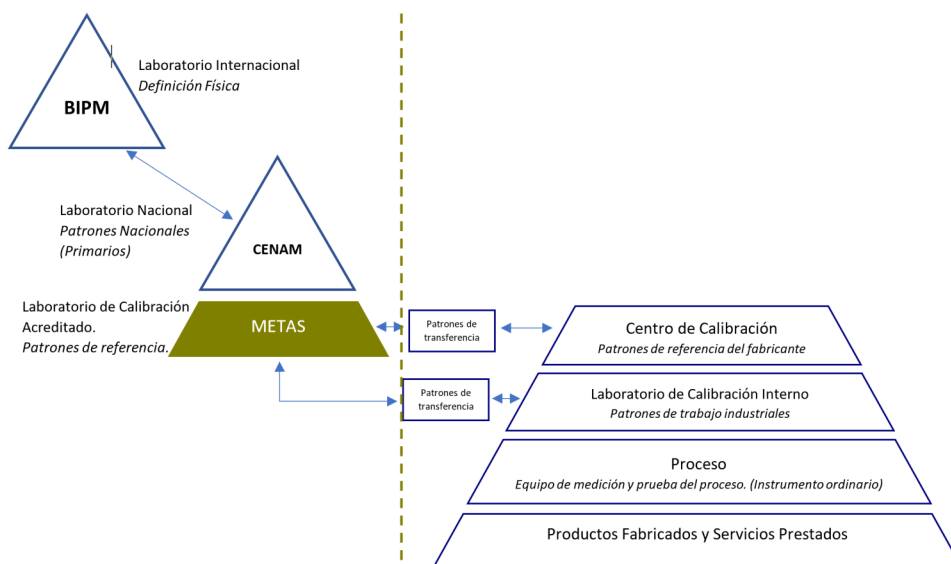 Laboratorio Internacional
Definición Física
BIPM
Laboratorio Nacional
Patrones Nacionales
(Primarios)
CENAM
Laboratorio de Calibración
Acreditado.
Patrones de referencia.
METAS
Patrones de
transferencia
Centro de Calibración
Patrones de referencia del fabricante
Patrones de
transferencia
Laboratorio de Calibración Interno
Patrones de trabajo industriales
Proceso
Equipo de medición y prueba del proceso. (Instrumento ordinario)
Productos Fabricados y Servicios Prestados